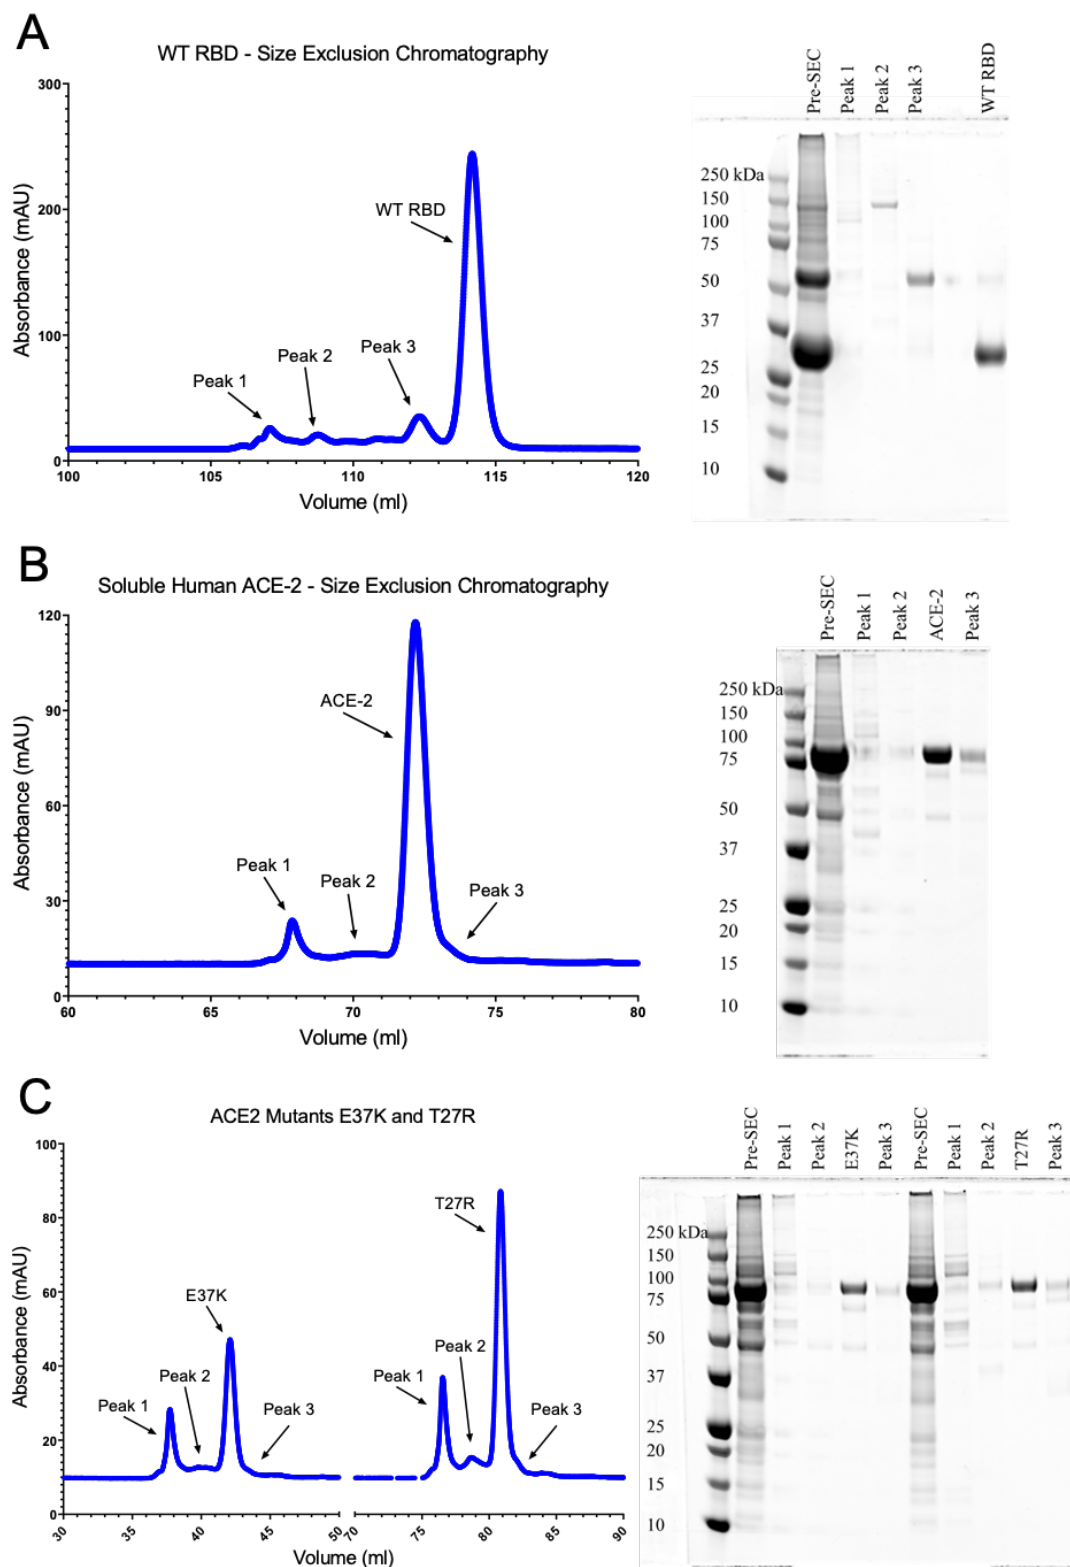 A
WT RBD - Size Exclusion Chromatography
300
200
100
0
Absorbance (mAU)
WT RBD
Peak 1
Peak 2
Peak 3
100
105
110
115
120
Volume (ml)
Pre-SEC
Peak 1
Peak 2
Peak 3
WT RBD
250 kDa
150
100
75
50
37
25
20
15
10
B
Soluble Human ACE-2 - Size Exclusion Chromatography
120
90
60
30
0
Absorbance (mAU)
ACE-2
Peak 1
Peak 2
Peak 3
60
65
70
75
80
Volume (ml)
Pre-SEC
Peak 1
Peak 2
ACE-2
Peak 3
250 kDa
150
100
75
50
37
25
20
15
10
C
ACE2 Mutants E37K and T27R
100
80
60
40
20
0
Absorbance (mAU)
Peak 1
Peak 2
E37K
Peak 3
Peak 1
Peak 2
T27R
Peak 3
30
35
40
45
50
70
75
80
85
90
Volume (ml)
Pre-SEC
Peak 1
Peak 2
E37K
Peak 3
Pre-SEC
Peak 1
Peak 2
T27R
Peak 3
250 kDa
150
100
75
50
37
25
20
15
10